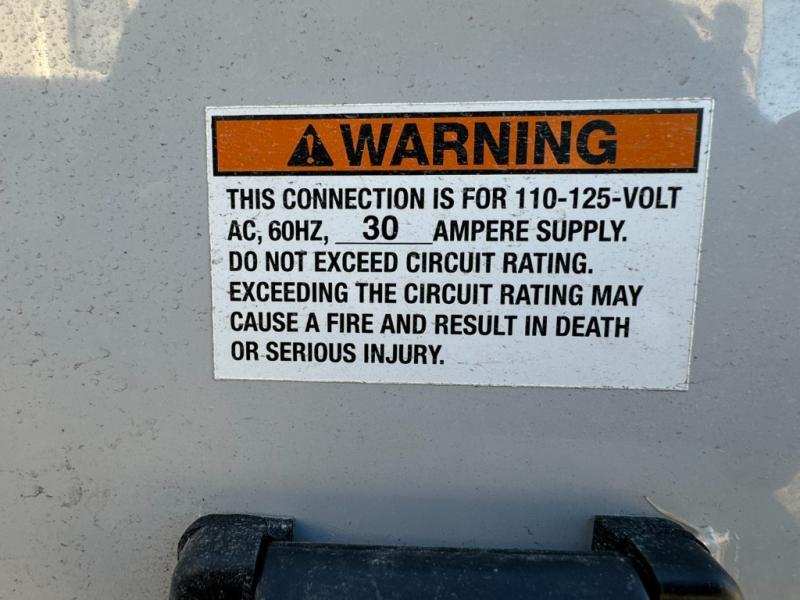 WARNING
THIS CONNECTION IS FOR 110-125-VOLT
AC, 60HZ, 30 AMPERE SUPPLY.
DO NOT EXCEED CIRCUIT RATING.
EXCEEDING THE CIRCUIT RATING MAY
CAUSE A FIRE AND RESULT IN DEATH
OR SERIOUS INJURY.